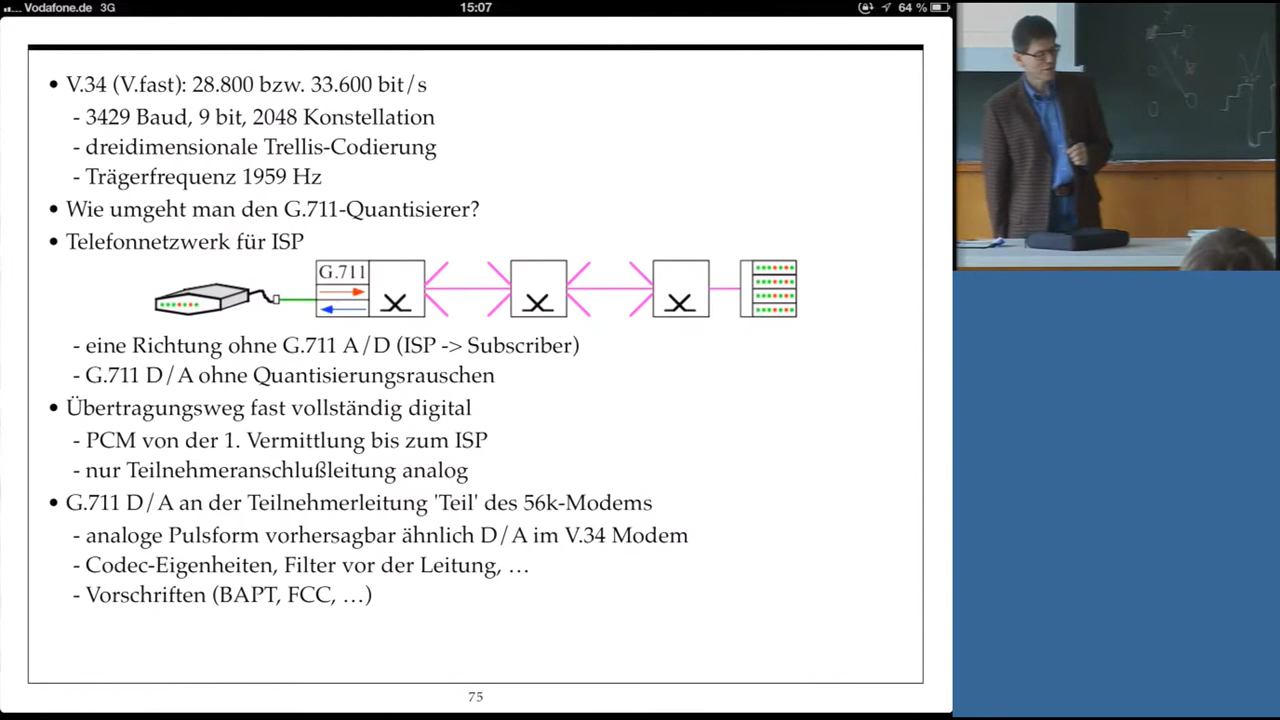 Vodafone.de 3G 15:07 64 %
• V.34 (V.fast): 28.800 bzw. 33.600 bit/s
- 3429 Baud, 9 bit, 2048 Konstellation
- dreidimensionale Trellis-Codierung
- Trägerfrequenz 1959 Hz
• Wie umgeht man den G.711-Quantisierer?
• Telefonnetzwerk für ISP
G.711
- eine Richtung ohne G.711 A/D (ISP -> Subscriber)
- G.711 D/A ohne Quantisierungsrauschen
• Übertragungsweg fast vollständig digital
- PCM von der 1. Vermittlung bis zum ISP
- nur Teilnehmeranschlußleitung analog
• G.711 D/A an der Teilnehmerleitung 'Teil' des 56k-Modems
- analoge Pulsform vorhersagbar ähnlich D/A im V.34 Modem
- Codec-Eigenheiten, Filter vor der Leitung, …
- Vorschriften (BAPT, FCC, …)
75